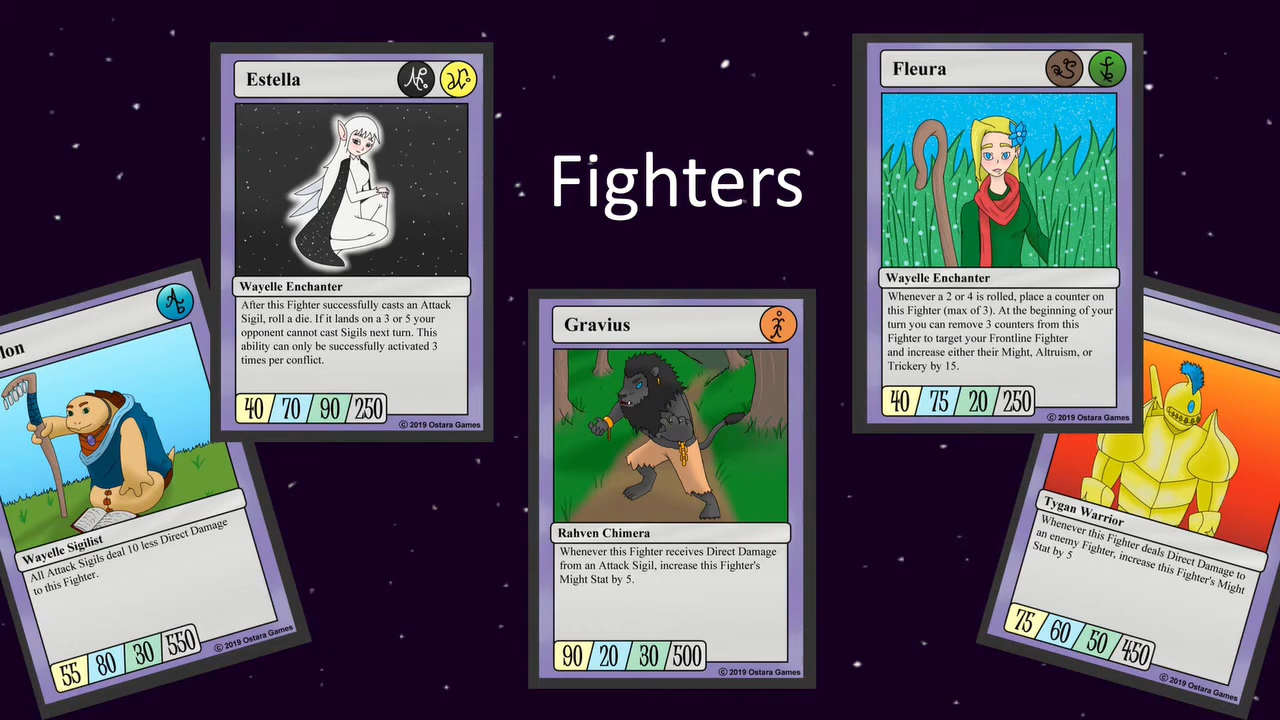 Fighters
Estella
Wayelle Enchanter
After this Fighter successfully casts an Attack
Sigil, roll a die. If it lands on a 3 or 5 your
opponent cannot cast Sigils next turn. This
ability can only be successfully activated 3
times per conflict.
40 70 90 250
© 2019 Ostara Games
Fleura
Wayelle Enchanter
Whenever a 2 or 4 is rolled, place a counter on
this Fighter (max of 3). At the beginning of your
turn you can remove 3 counters from this
Fighter to target your Frontline Fighter
and increase either their Might, Altruism, or
Trickery by 15.
40 75 20 250
© 2019 Ostara Games
Wayelle Sigilist
All Attack Sigils deal 10 less Direct Damage
to this Fighter.
55 80 30 550
© 2019 Ostara Games
Gravius
Rahven Chimera
Whenever this Fighter receives Direct Damage
from an Attack Sigil, increase this Fighter's
Might Stat by 5.
90 20 30 500
© 2019 Ostara Games
Tygan Warrior
Whenever this Fighter deals Direct Damage to
an enemy Fighter, increase this Fighter's Might
Stat by 5
75 60 50 450
© 2019 Ostara Games